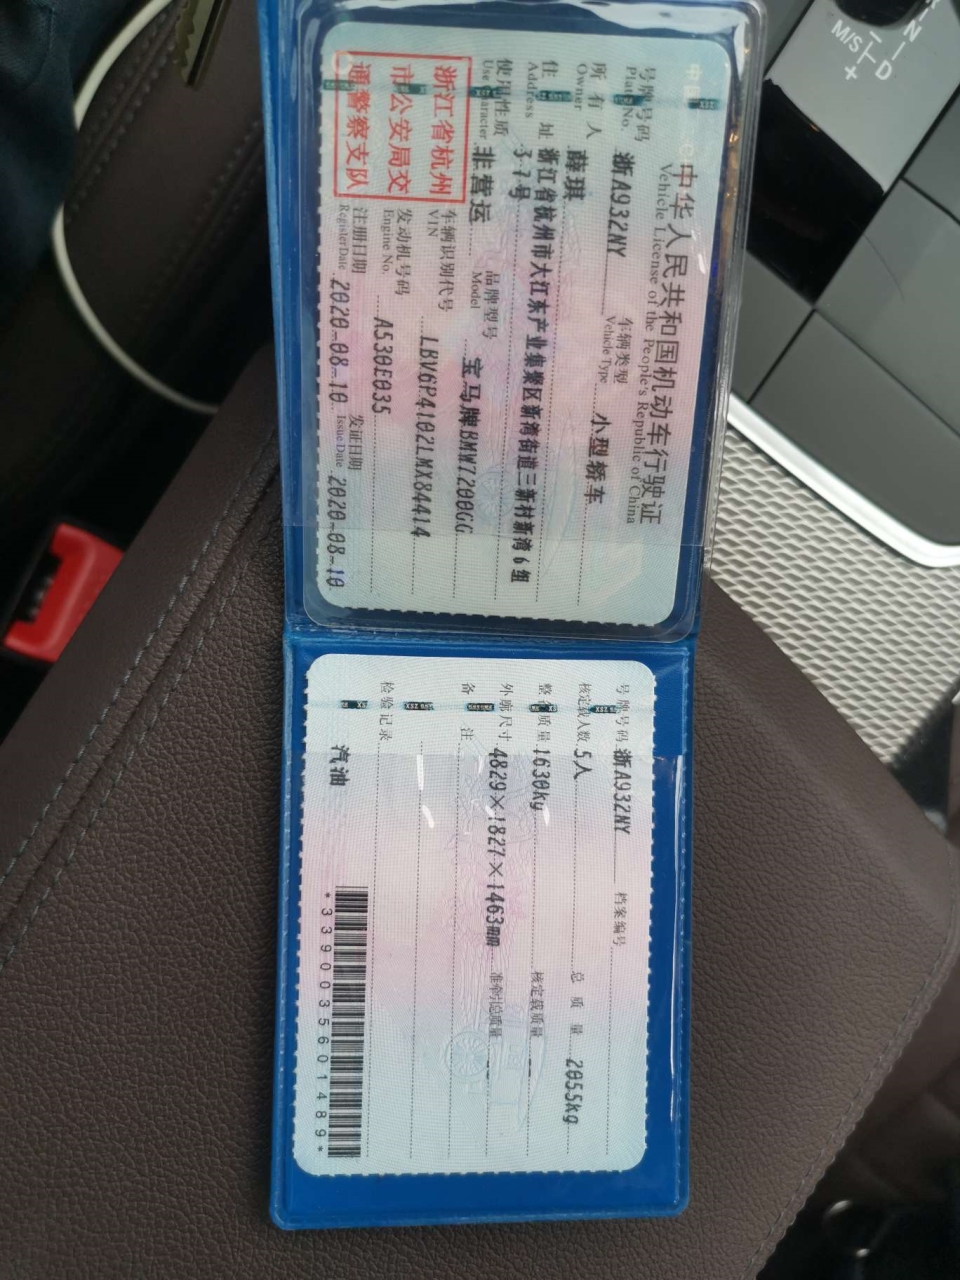 中华人民共和国机动车行驶证
Vehicle License of the People's Republic of China
号牌号码 浙A932NY 车辆类型 小型轿车
Plate No. Vehicle Type
所有人 薛琪
Owner
住址 浙江省杭州市大江东产业集聚区新湾街道三新村新湾6组
Address
37号
使用性质 非营运 品牌型号 宝马牌BMW7200GG
Use Character Model
浙江省杭州
市公安局交
通警察支队
车辆识别代号 LBV6P4102LMX84414
VIN
发动机号码 A530E035
Engine No.
注册日期 2020-08-10 发证日期 2020-08-10
Register Date Issue Date
号牌号码 浙A932NY 档案编号
核定载人数 5人 总质量 2055kg
整备质量 1630kg 核定载质量 --
外廓尺寸 4829×1827×1463mm 准牵引总质量 --
备注
检验记录
汽油
*3390035601489*
N
M/S
D
+